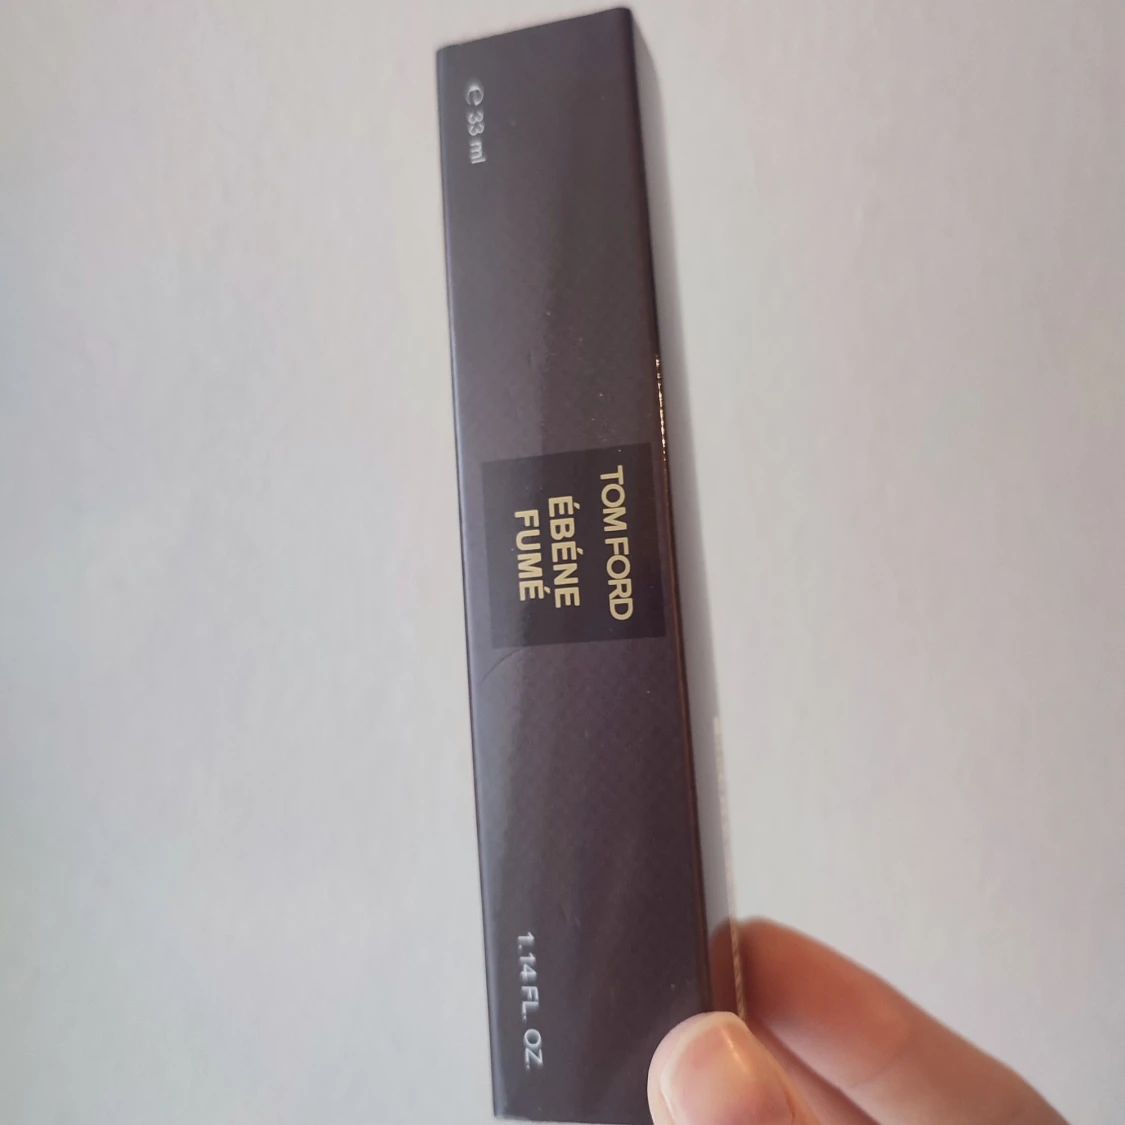 ℮ 33 ml
TOM FORD
ÉBÉNE
FUMÉ
1.14 FL. OZ.